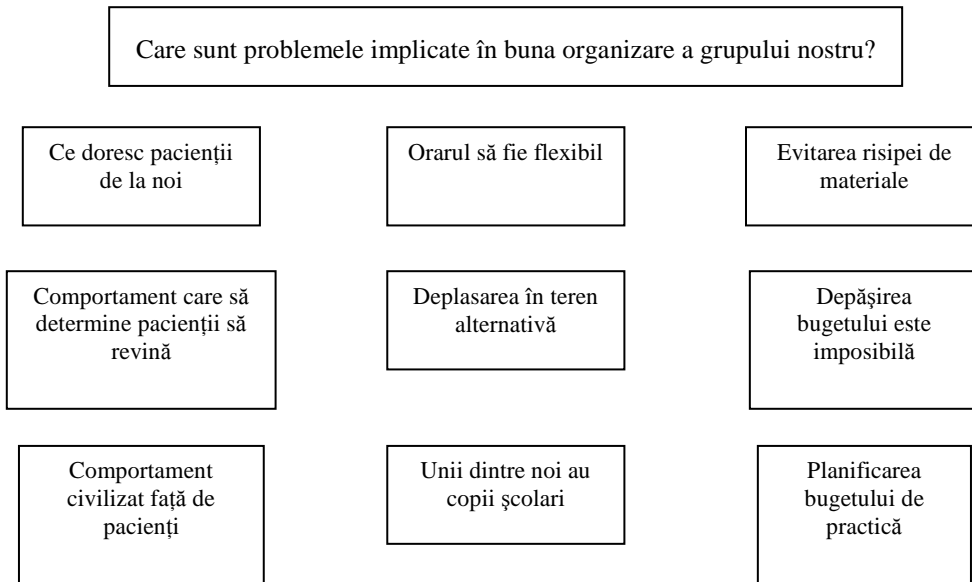 Care sunt problemele implicate în buna organizare a grupului nostru?
Ce doresc pacienții
de la noi
Orarul să fie flexibil
Evitarea risipei de
materiale
Comportament care să
determine pacienții să
revină
Deplasarea în teren
alternativă
Depăşirea
bugetului este
imposibilă
Comportament
civilizat față de
pacienți
Unii dintre noi au
copii şcolari
Planificarea
bugetului de
practică